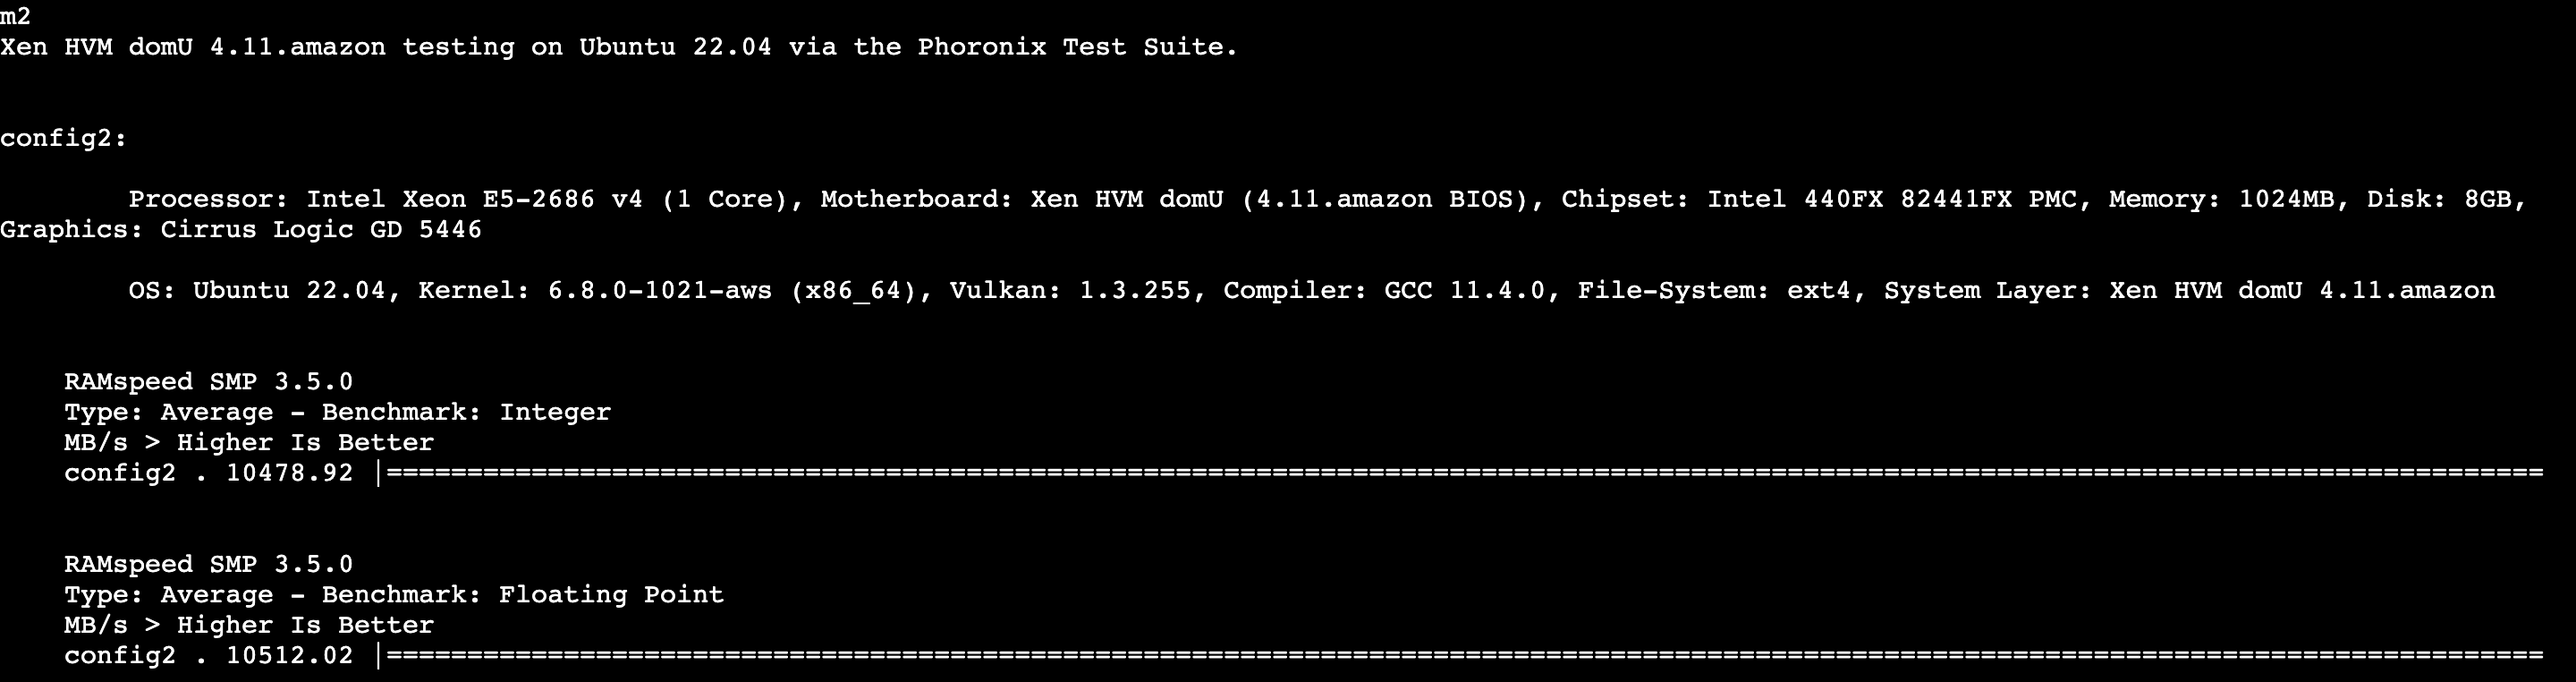 m2
Xen HVM domU 4.11.amazon testing on Ubuntu 22.04 via the Phoronix Test Suite.
config2:
Processor: Intel Xeon E5-2686 v4 (1 Core), Motherboard: Xen HVM domU (4.11.amazon BIOS), Chipset: Intel 440FX 82441FX PMC, Memory: 1024MB, Disk: 8GB,
Graphics: Cirrus Logic GD 5446
OS: Ubuntu 22.04, Kernel: 6.8.0-1021-aws (x86_64), Vulkan: 1.3.255, Compiler: GCC 11.4.0, File-System: ext4, System Layer: Xen HVM domU 4.11.amazon
RAMspeed SMP 3.5.0
Type: Average - Benchmark: Integer
MB/s > Higher Is Better
config2 . 10478.92 |======================================================================================================================================
RAMspeed SMP 3.5.0
Type: Average - Benchmark: Floating Point
MB/s > Higher Is Better
config2 . 10512.02 |======================================================================================================================================